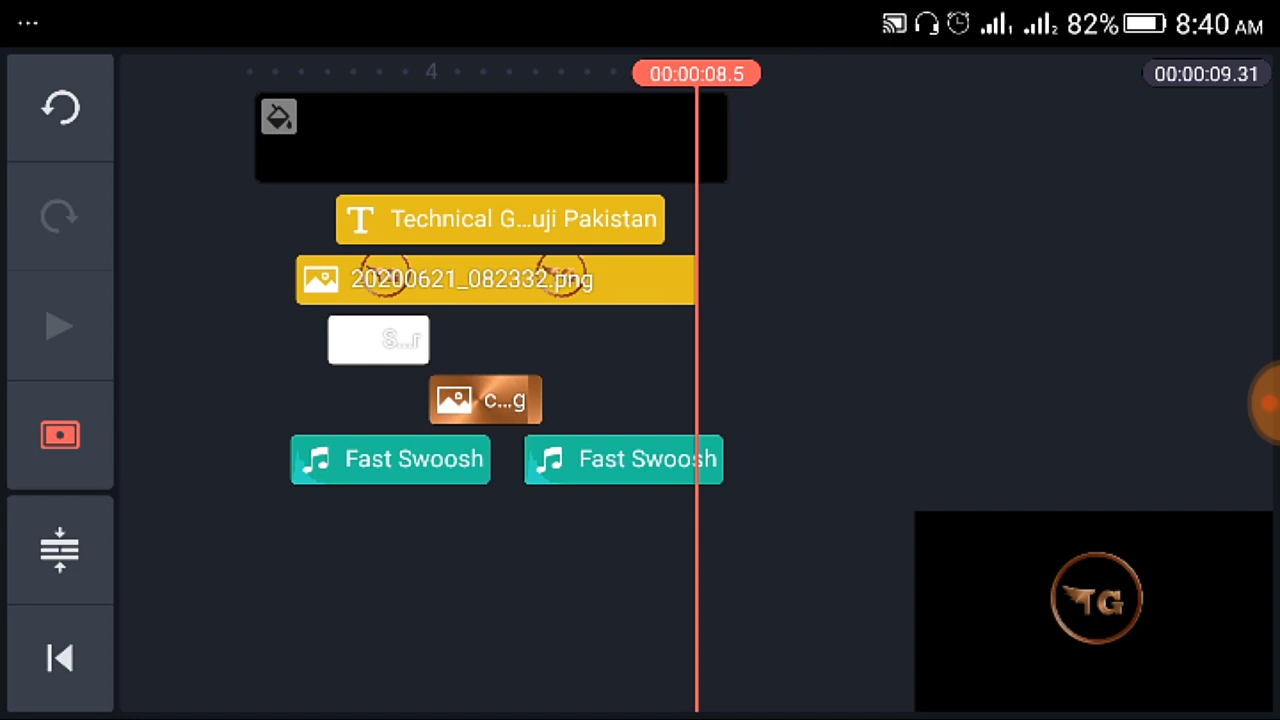 ... 82% 8:40 AM
4 00:00:08.5 00:00:09.31
T Technical G...uji Pakistan
20200621_082332.png
S...r
c...g
Fast Swoosh Fast Swoosh
TG